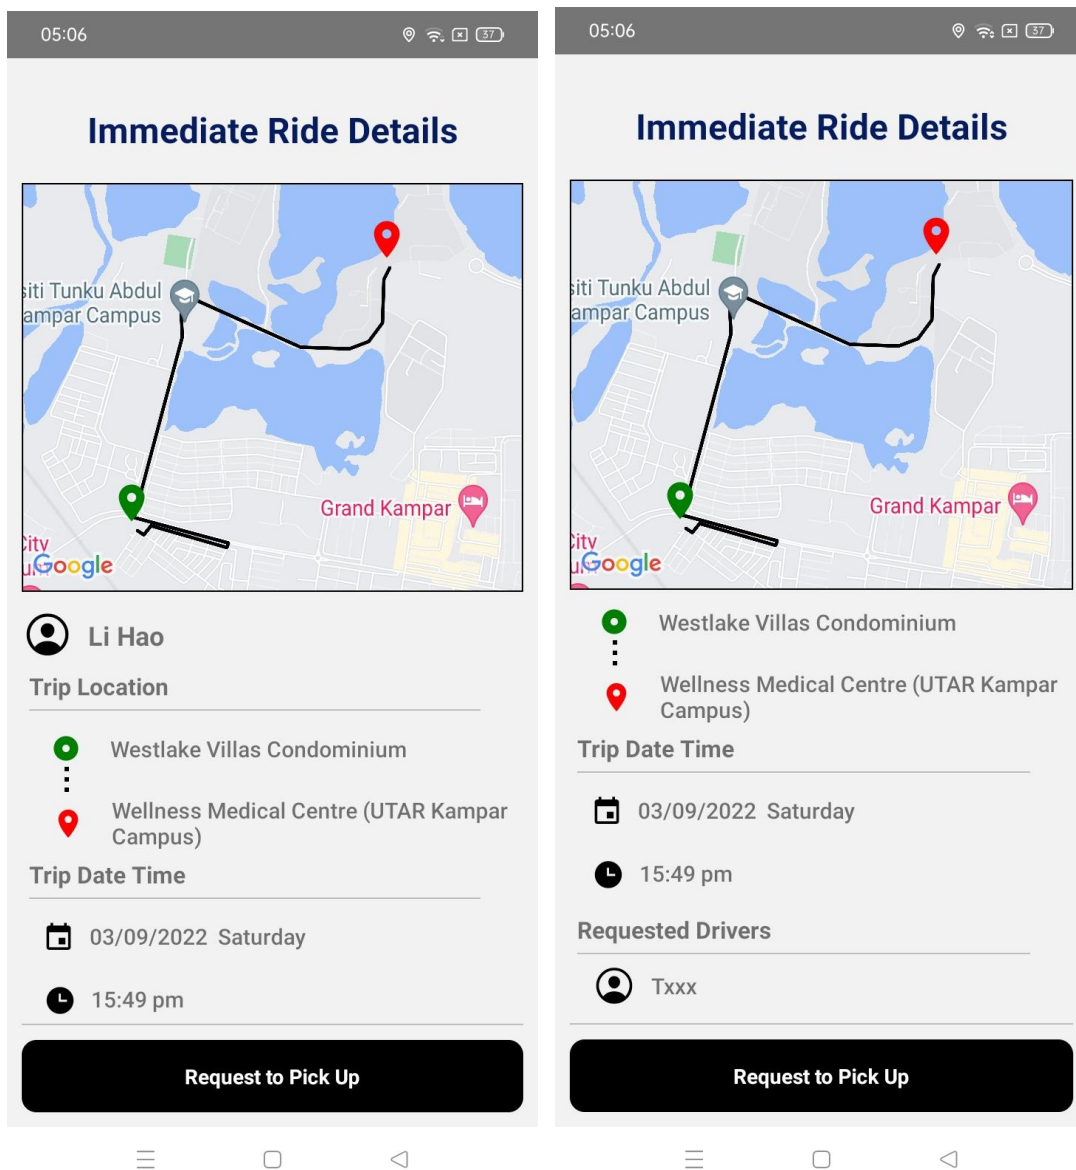 05:06
37
Immediate Ride Details
siti Tunku Abdul
ampar Campus
Grand Kampar
City
Google
Li Hao
Trip Location
Westlake Villas Condominium
Wellness Medical Centre (UTAR Kampar
Campus)
Trip Date Time
03/09/2022 Saturday
15:49 pm
Request to Pick Up
05:06
37
Immediate Ride Details
siti Tunku Abdul
ampar Campus
Grand Kampar
City
Google
Westlake Villas Condominium
Wellness Medical Centre (UTAR Kampar
Campus)
Trip Date Time
03/09/2022 Saturday
15:49 pm
Requested Drivers
Txxx
Request to Pick Up